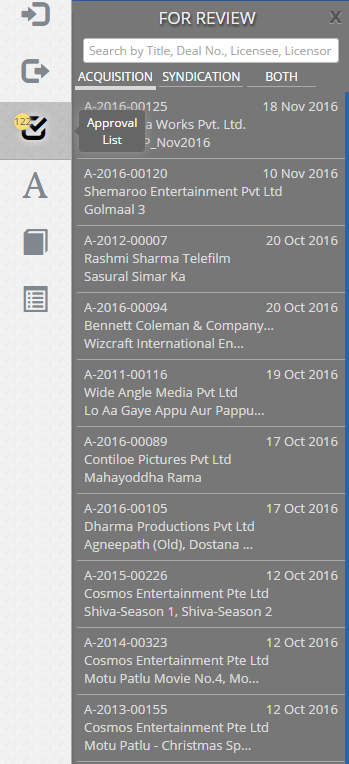 FOR REVIEW X
Search by Title, Deal No., Licensee, Licensor
ACQUISITION SYNDICATION BOTH
122
Approval
List
A
A-2016-00125 18 Nov 2016
a Works Pvt. Ltd.
P_Nov2016
A-2016-00120 10 Nov 2016
Shemaroo Entertainment Pvt Ltd
Golmaal 3
A-2012-00007 20 Oct 2016
Rashmi Sharma Telefilm
Sasural Simar Ka
A-2016-00094 20 Oct 2016
Bennett Coleman & Company...
Wizcraft International En...
A-2011-00116 19 Oct 2016
Wide Angle Media Pvt Ltd
Lo Aa Gaye Appu Aur Pappu...
A-2016-00089 17 Oct 2016
Contiloe Pictures Pvt Ltd
Mahayoddha Rama
A-2016-00105 17 Oct 2016
Dharma Productions Pvt Ltd
Agneepath (Old), Dostana ...
A-2015-00226 12 Oct 2016
Cosmos Entertainment Pte Ltd
Shiva-Season 1, Shiva-Season 2
A-2014-00323 12 Oct 2016
Cosmos Entertainment Pte Ltd
Motu Patlu Movie No.4, Mo...
A-2013-00155 12 Oct 2016
Cosmos Entertainment Pte Ltd
Motu Patlu - Christmas Sp...